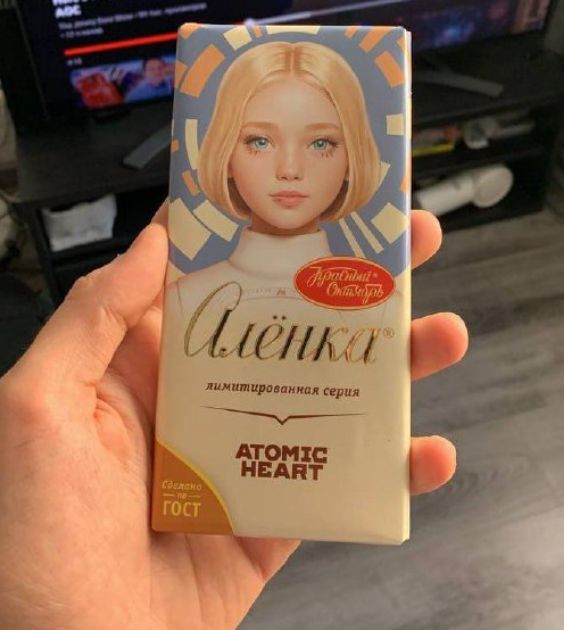 Красный
Октябрь
Алёнка®
лимитированная серия
ATOMIC
HEART
Сделано
по
ГОСТ